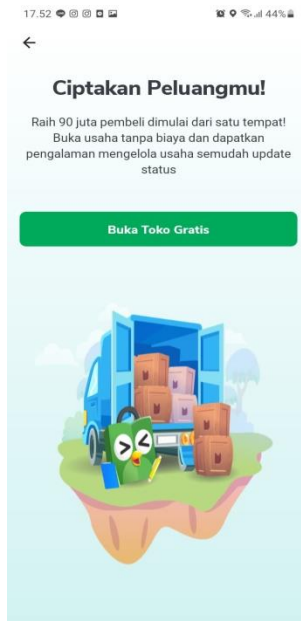 17.52
44%
Ciptakan Peluangmu!
Raih 90 juta pembeli dimulai dari satu tempat!
Buka usaha tanpa biaya dan dapatkan
pengalaman mengelola usaha semudah update
status
Buka Toko Gratis